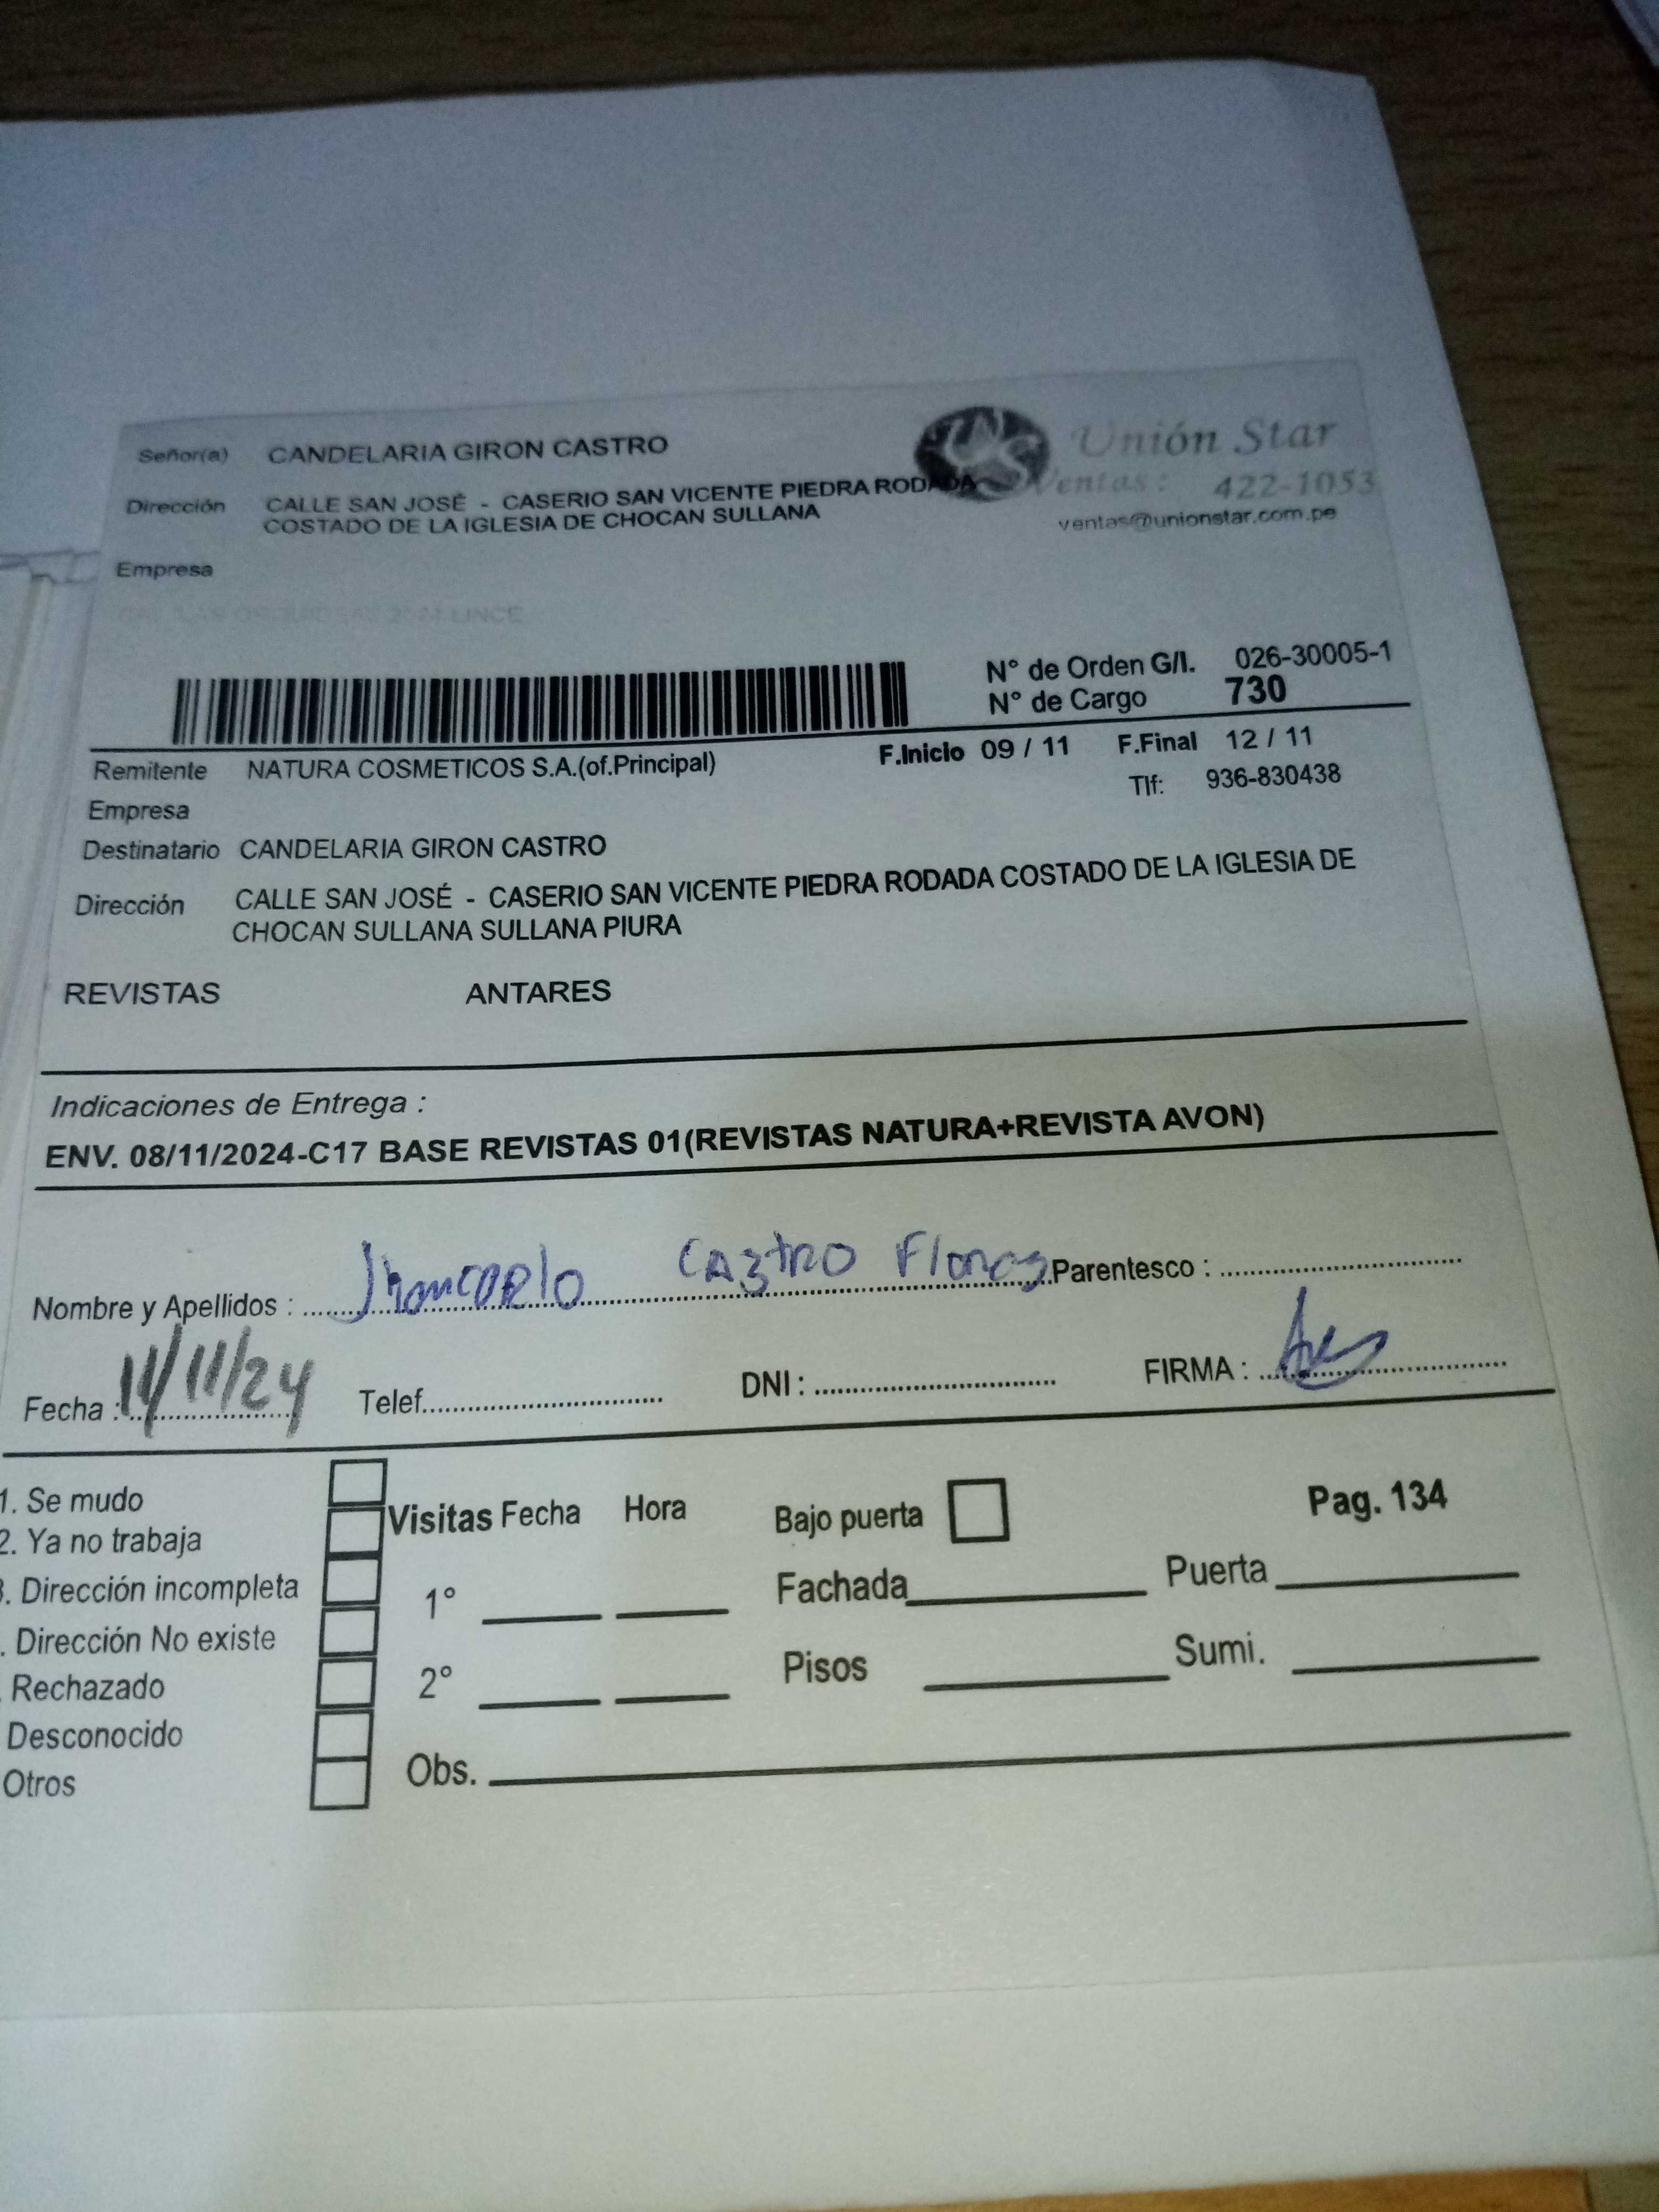 Señor(a) CANDELARIA GIRON CASTRO
Unión Star
Ventas: 422-1053
ventas@unionstar.com.pe
Dirección CALLE SAN JOSÉ - CASERIO SAN VICENTE PIEDRA RODADA
COSTADO DE LA IGLESIA DE CHOCAN SULLANA
Empresa
LINCE
N° de Orden G/I. 026-30005-1
N° de Cargo 730
Remitente NATURA COSMETICOS S.A.(of.Principal) F.Inicio 09 / 11 F.Final 12 / 11
Tlf: 936-830438
Empresa
Destinatario CANDELARIA GIRON CASTRO
Dirección CALLE SAN JOSÉ - CASERIO SAN VICENTE PIEDRA RODADA COSTADO DE LA IGLESIA DE
CHOCAN SULLANA SULLANA PIURA
REVISTAS ANTARES
Indicaciones de Entrega :
ENV. 08/11/2024-C17 BASE REVISTAS 01(REVISTAS NATURA+REVISTA AVON)
Nombre y Apellidos : JhancaRlo CAstRO Flores Parentesco :
Fecha : 14/11/24 Telef. DNI : FIRMA :
1. Se mudo
2. Ya no trabaja
. Dirección incompleta
. Dirección No existe
Rechazado
Desconocido
Otros
Visitas Fecha Hora
1°
2°
Obs.
Bajo puerta Pag. 134
Fachada Puerta
Pisos Sumi.